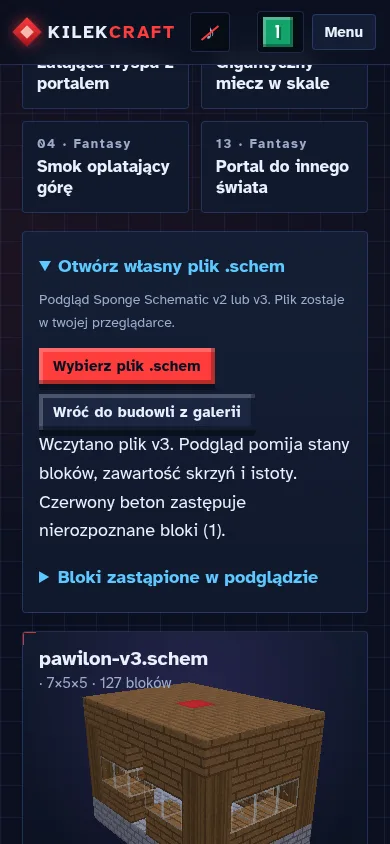 KILEKCRAFT
1
Menu
Latająca wyspa z
portalem
Gigantyczny
miecz w skale
04 · Fantasy
Smok oplatający
górę
13 · Fantasy
Portal do innego
świata
Otwórz własny plik .schem
Podgląd Sponge Schematic v2 lub v3. Plik zostaje
w twojej przeglądarce.
Wybierz plik .schem
Wróć do budowli z galerii
Wczytano plik v3. Podgląd pomija stany
bloków, zawartość skrzyń i istoty.
Czerwony beton zastępuje
nierozpoznane bloki (1).
Bloki zastąpione w podglądzie
pawilon-v3.schem
· 7×5×5 · 127 bloków